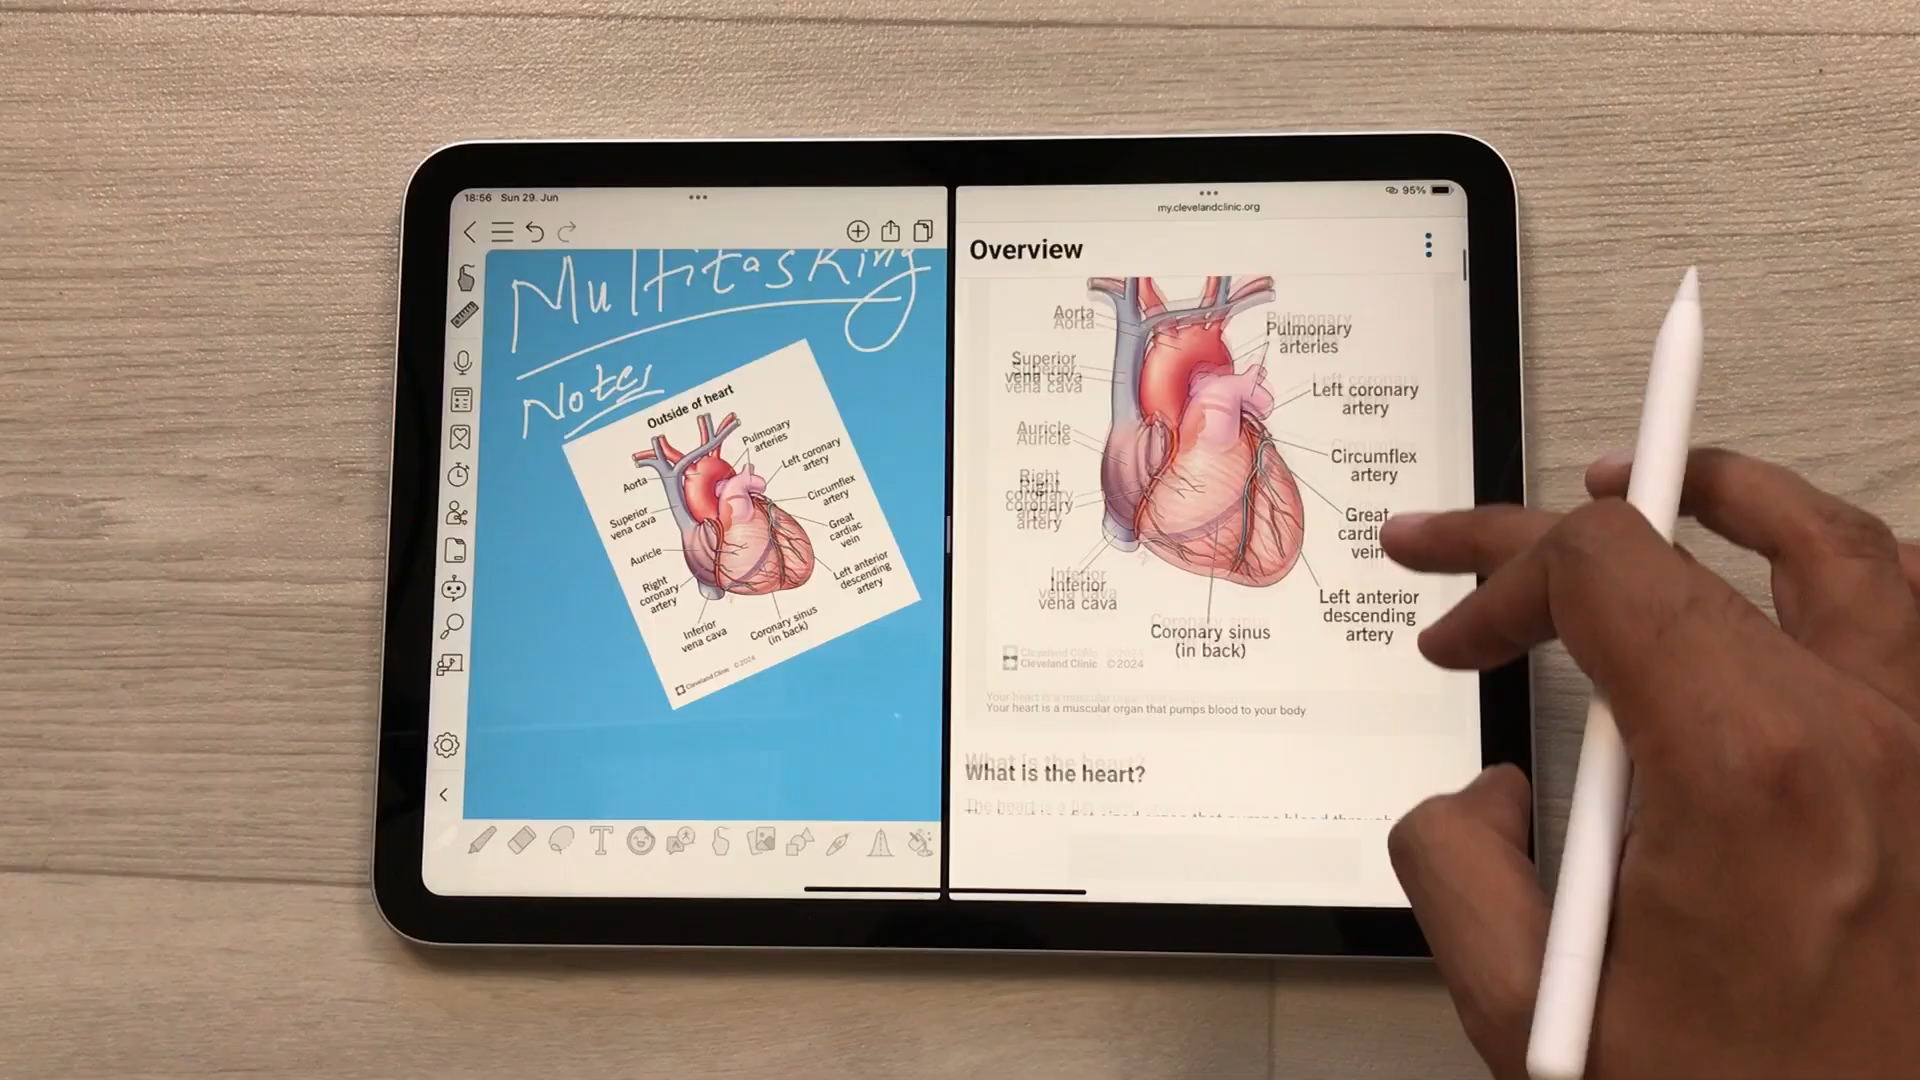 18:56 Sun 29. Jun
Multitasking
Notes
Outside of heart
Pulmonary
arteries
Aorta
Left coronary
artery
Superior
vena cava
Circumflex
artery
Auricle
Great
cardiac
vein
Right
coronary
artery
Left anterior
descending
artery
Inferior
vena cava
Coronary sinus
(in back)
Cleveland Clinic ©2024
T
95%
my.clevelandclinic.org
Overview
Aorta
Pulmonary
arteries
Superior
vena cava
Left coronary
artery
Auricle
Circumflex
artery
Right
coronary
artery
Great
vein
Inferior
vena cava
Left anterior
descending
artery
Coronary sinus
(in back)
Cleveland Clinic ©2024
Your heart is a muscular organ that pumps blood to your body
What is the heart?